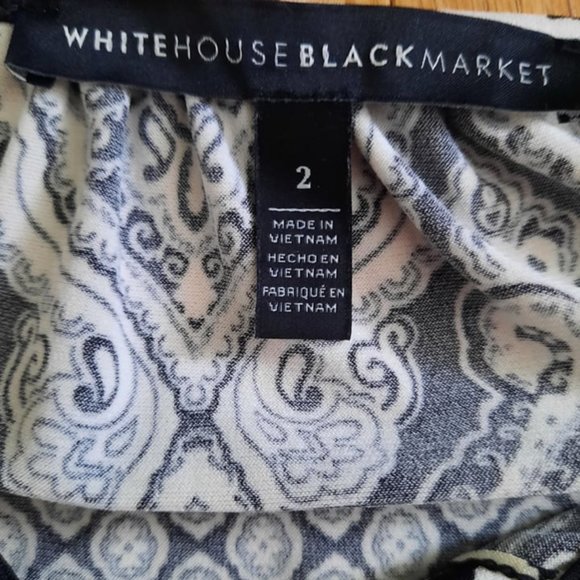 WHITEHOUSEBLACKMARKET
2
MADE IN
VIETNAM
HECHO EN
VIETNAM
FABRIQUÉ EN
VIETNAM